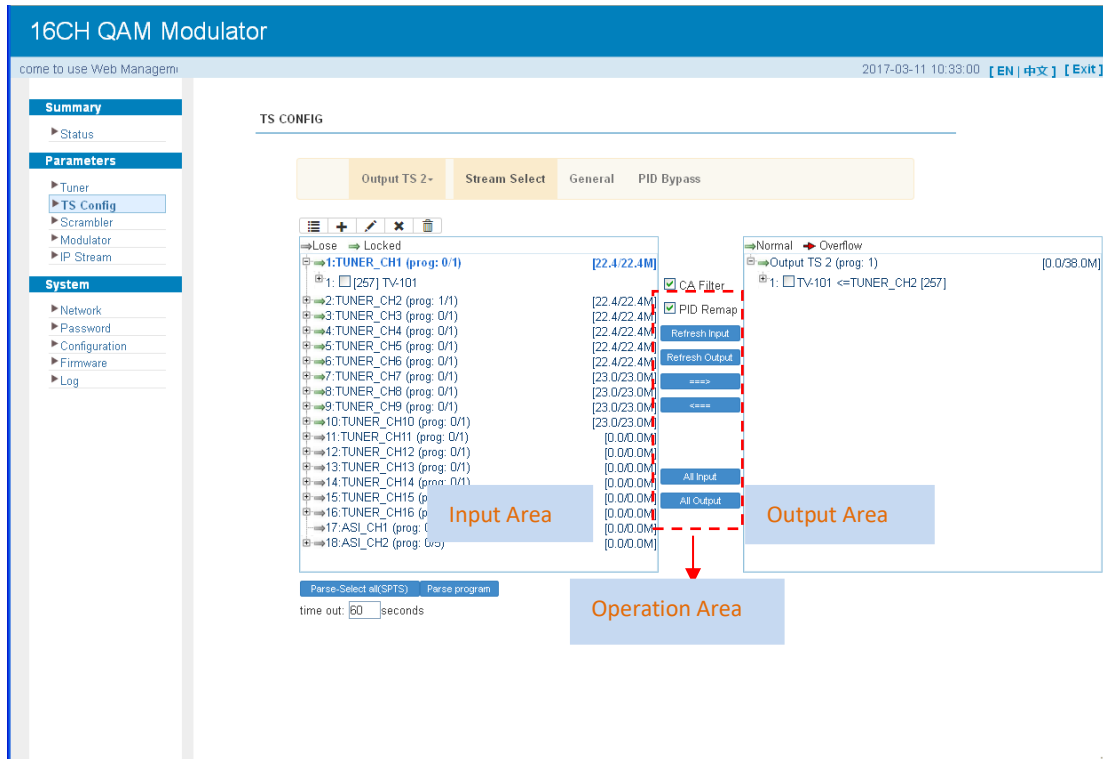 16CH QAM Modulator
come to use Web Managem
2017-03-11 10:33:00 [ EN | 中文 ] [ Exit ]
Summary
Status
Parameters
Tuner
TS Config
Scrambler
Modulator
IP Stream
System
Network
Password
Configuration
Firmware
Log
TS CONFIG
Output TS 2 Stream Select General PID Bypass
Lose Locked
1:TUNER_CH1 (prog: 0/1) [22.4/22.4M]
1: [257] TV-101
2:TUNER_CH2 (prog: 1/1) [22.4/22.4M]
3:TUNER_CH3 (prog: 0/1) [22.4/22.4M]
4:TUNER_CH4 (prog: 0/1) [22.4/22.4M]
5:TUNER_CH5 (prog: 0/1) [22.4/22.4M]
6:TUNER_CH6 (prog: 0/1) [22.4/22.4M]
7:TUNER_CH7 (prog: 0/1) [23.0/23.0M]
8:TUNER_CH8 (prog: 0/1) [23.0/23.0M]
9:TUNER_CH9 (prog: 0/1) [23.0/23.0M]
10:TUNER_CH10 (prog: 0/1) [23.0/23.0M]
11:TUNER_CH11 (prog: 0/1) [0.0/0.0M]
12:TUNER_CH12 (prog: 0/1) [0.0/0.0M]
13:TUNER_CH13 (prog: 0/1) [0.0/0.0M]
14:TUNER_CH14 (prog: 0/1) [0.0/0.0M]
15:TUNER_CH15 (p [0.0/0.0M]
16:TUNER_CH16 (p [0.0/0.0M]
17:ASI_CH1 (prog: [0.0/0.0M]
18:ASI_CH2 (prog: 0/5) [0.0/0.0M]
Input Area
Parse-Select all(SPTS) Parse program
time out: 60 seconds
CA Filter
PID Remap
Refresh Input
Refresh Output
===>
<===
All Input
All Output
Operation Area
Normal Overflow
Output TS 2 (prog: 1) [0.0/38.0M]
1: TV-101 <=TUNER_CH2 [257]
Output Area